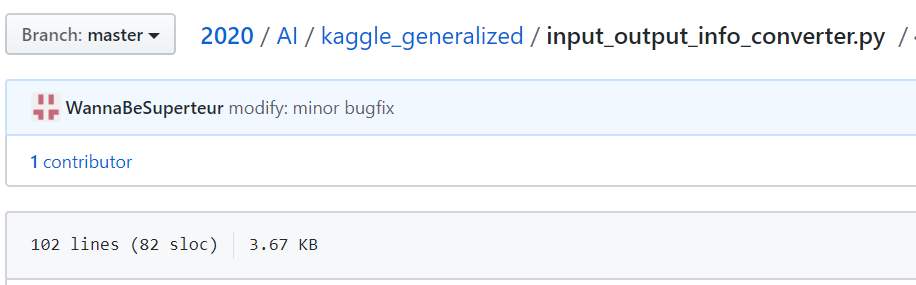 Branch: master 2020 / AI / kaggle_generalized / input_output_info_converter.py /
WannaBeSuperteur modify: minor bugfix
1 contributor
102 lines (82 sloc) 3.67 KB